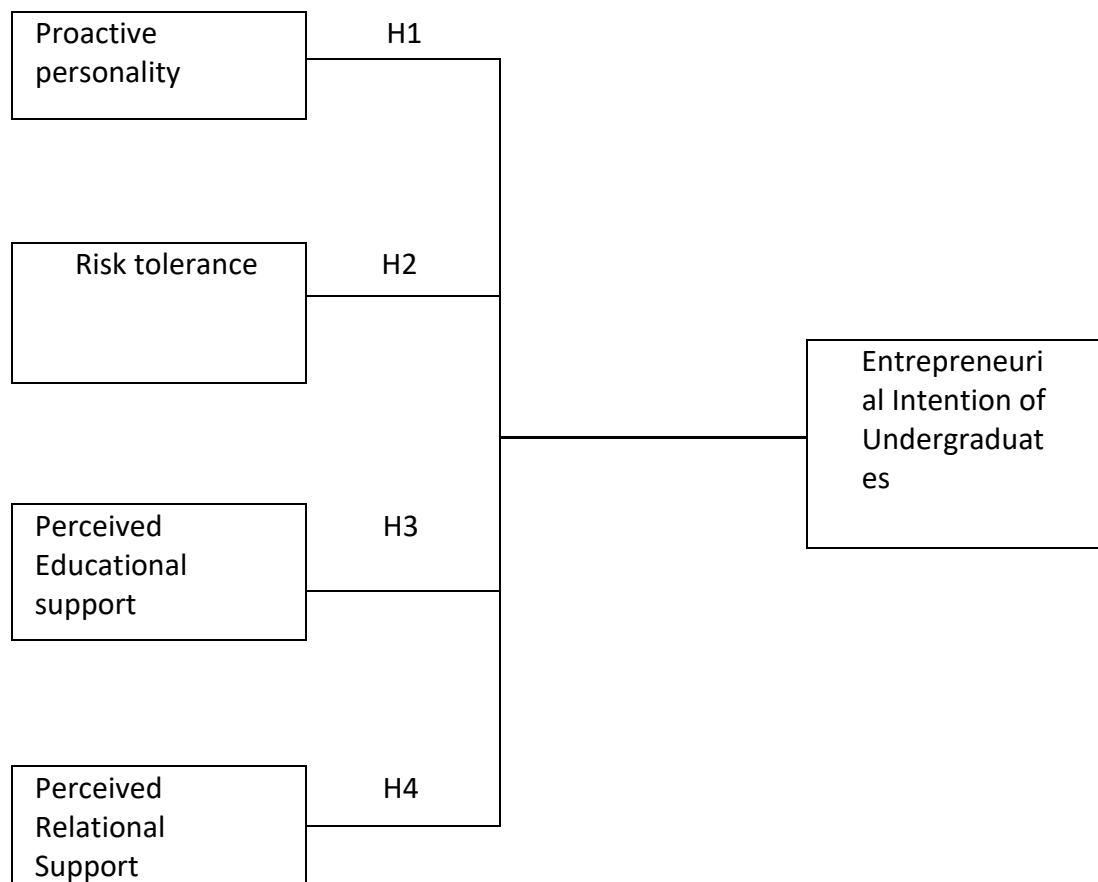 Proactive
personality
H1
Risk tolerance
H2
Entrepreneuri
al Intention of
Undergraduat
es
Perceived
Educational
support
H3
Perceived
Relational
Support
H4